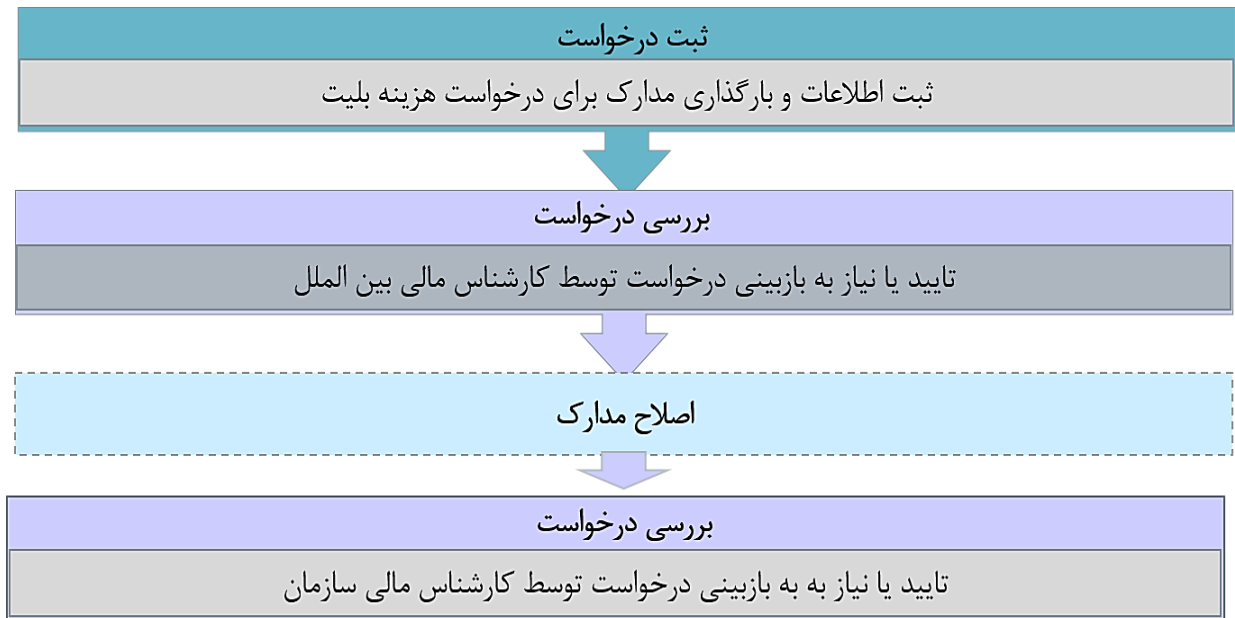 ثبت درخواست
ثبت اطلاعات و بارگذاری مدارک برای درخواست هزینه بلیت
بررسی درخواست
تایید یا نیاز به بازبینی درخواست توسط کارشناس مالی بین الملل
اصلاح مدارک
بررسی درخواست
تایید یا نیاز به به بازبینی درخواست توسط کارشناس مالی سازمان